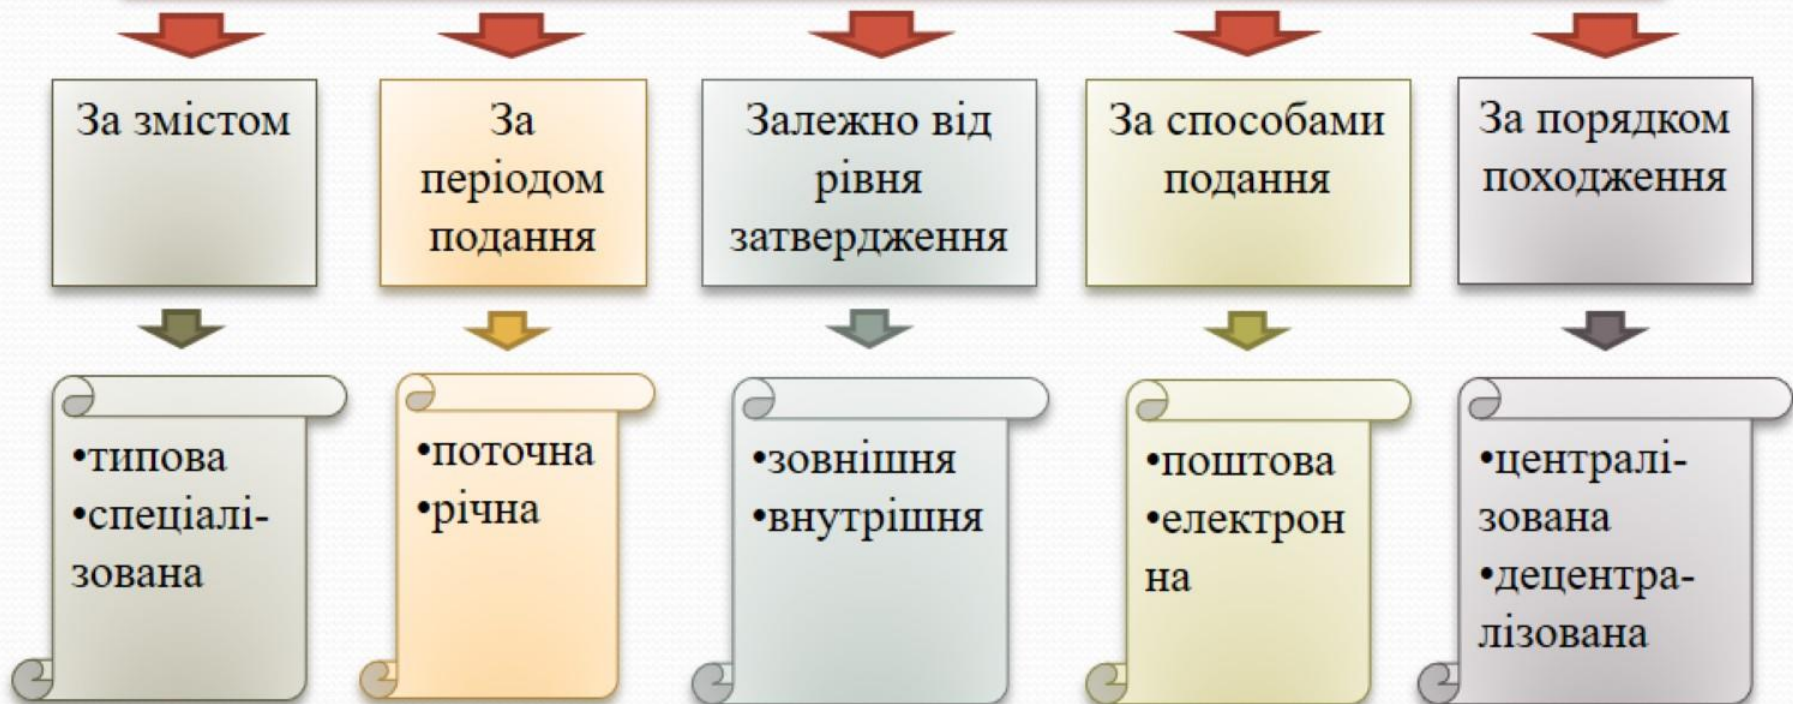 За змістом
За
періодом
подання
Залежно від
рівня
затвердження
За способами
подання
За порядком
походження
•типова
•спеціалі-
зована
•поточна
•річна
•зовнішня
•внутрішня
•поштова
•електрон
на
•централі-
зована
•децентра-
лізована